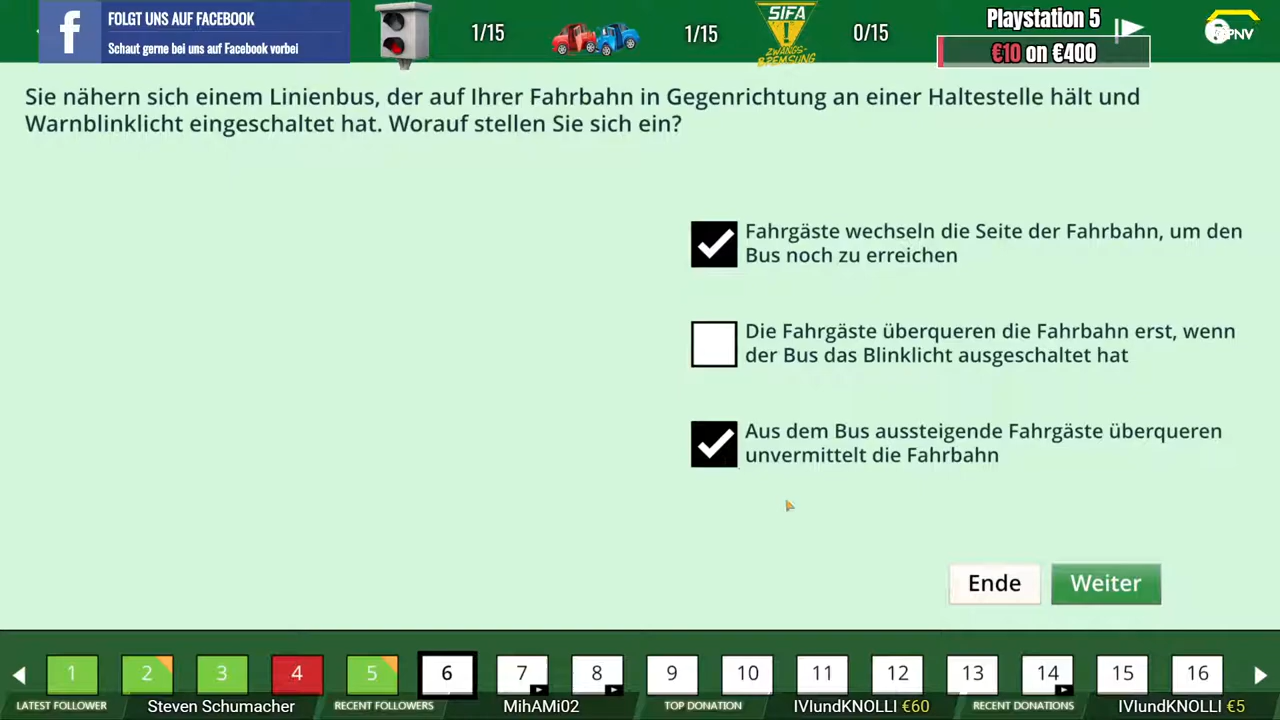 FOLGT UNS AUF FACEBOOK
Schaut gerne bei uns auf Facebook vorbei
1/15
1/15
SIFA
ZWANGS-
BREMSUNG
0/15
Playstation 5
€10 on €400
PNV
Sie nähern sich einem Linienbus, der auf Ihrer Fahrbahn in Gegenrichtung an einer Haltestelle hält und
Warnblinklicht eingeschaltet hat. Worauf stellen Sie sich ein?
Fahrgäste wechseln die Seite der Fahrbahn, um den
Bus noch zu erreichen
Die Fahrgäste überqueren die Fahrbahn erst, wenn
der Bus das Blinklicht ausgeschaltet hat
Aus dem Bus aussteigende Fahrgäste überqueren
unvermittelt die Fahrbahn
Ende
Weiter
1 2 3 4 5 6 7 8 9 10 11 12 13 14 15 16
LATEST FOLLOWER Steven Schumacher RECENT FOLLOWERS MihAMi02 TOP DONATION IVIundKNOLLI €60 RECENT DONATIONS IVIundKNOLLI €5